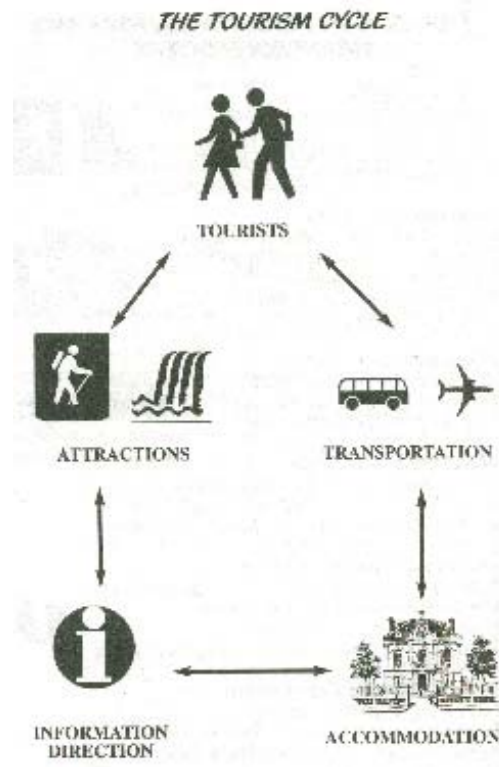 THE TOURISM CYCLE
TOURISTS
ATTRACTIONS
TRANSPORTATION
i
INFORMATION
DIRECTION
ACCOMMODATION